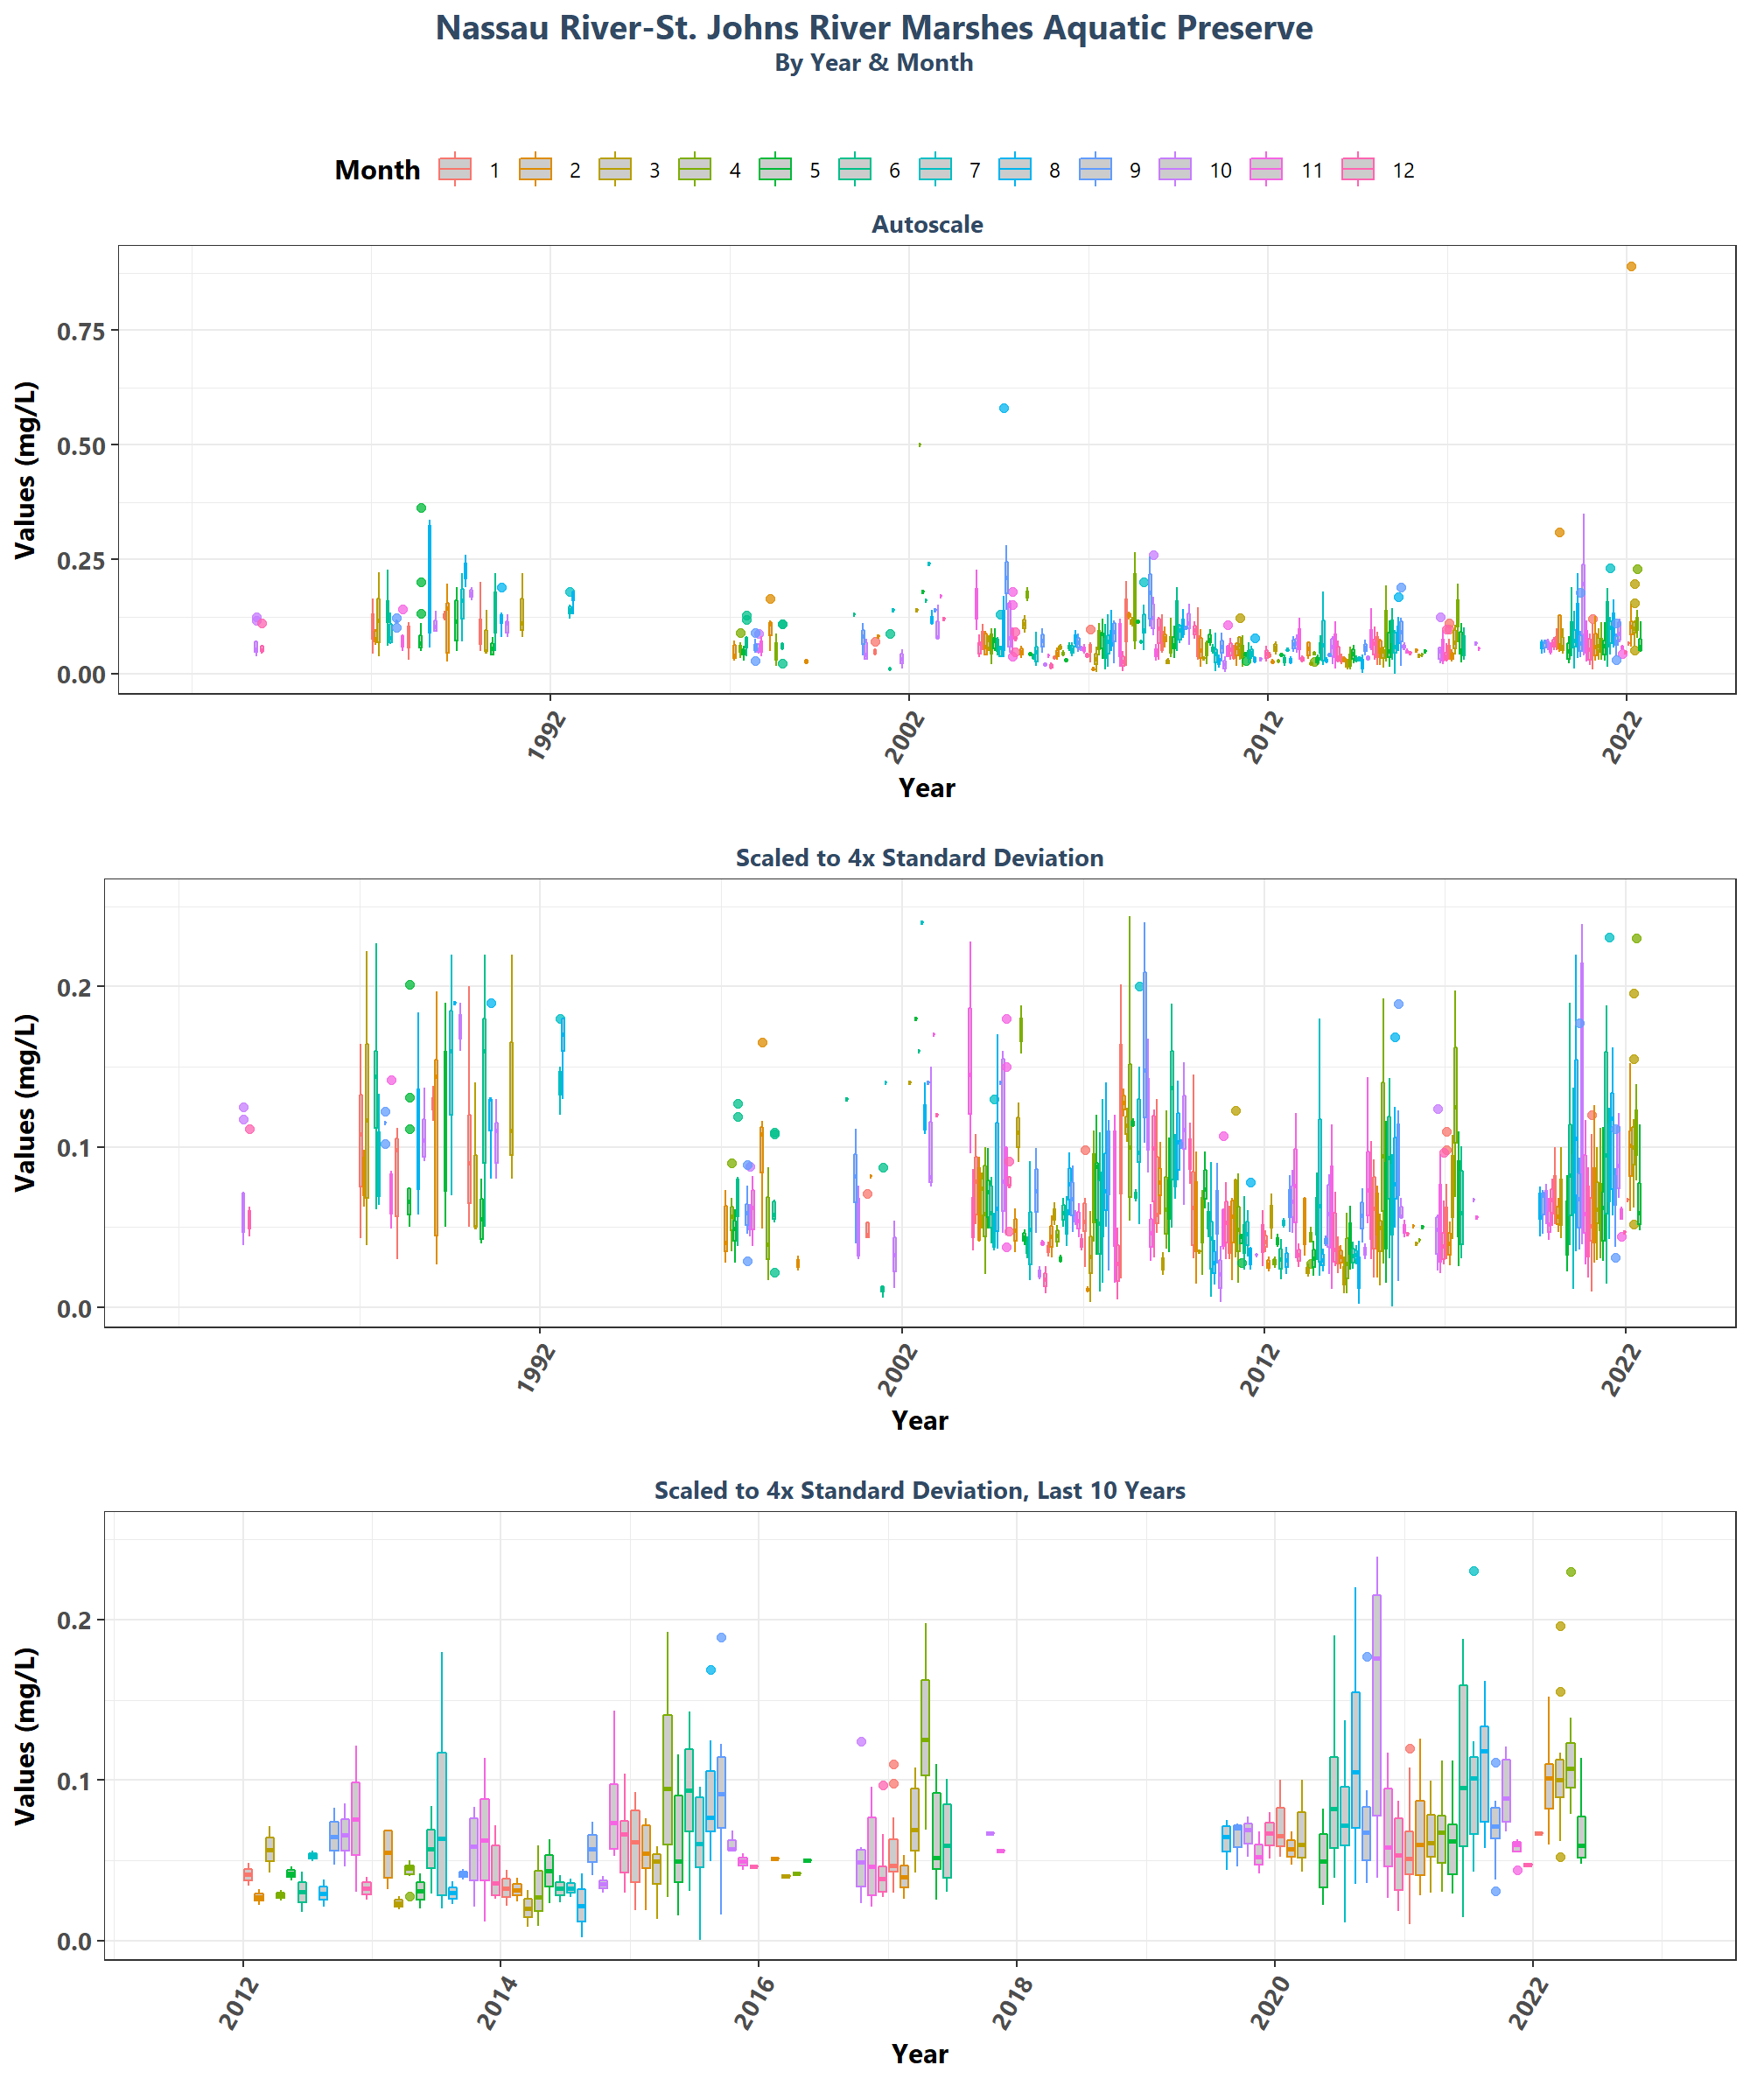 Nassau River-St. Johns River Marshes Aquatic Preserve
By Year & Month
Month 1 2 3 4 5 6 7 8 9 10 11 12
Autoscale
Values (mg/L)
0.75
0.50
0.25
0.00
1992 2002 2012 2022
Year
Scaled to 4x Standard Deviation
Values (mg/L)
0.2
0.1
0.0
1992 2002 2012 2022
Year
Scaled to 4x Standard Deviation, Last 10 Years
Values (mg/L)
0.2
0.1
0.0
2012 2014 2016 2018 2020 2022
Year